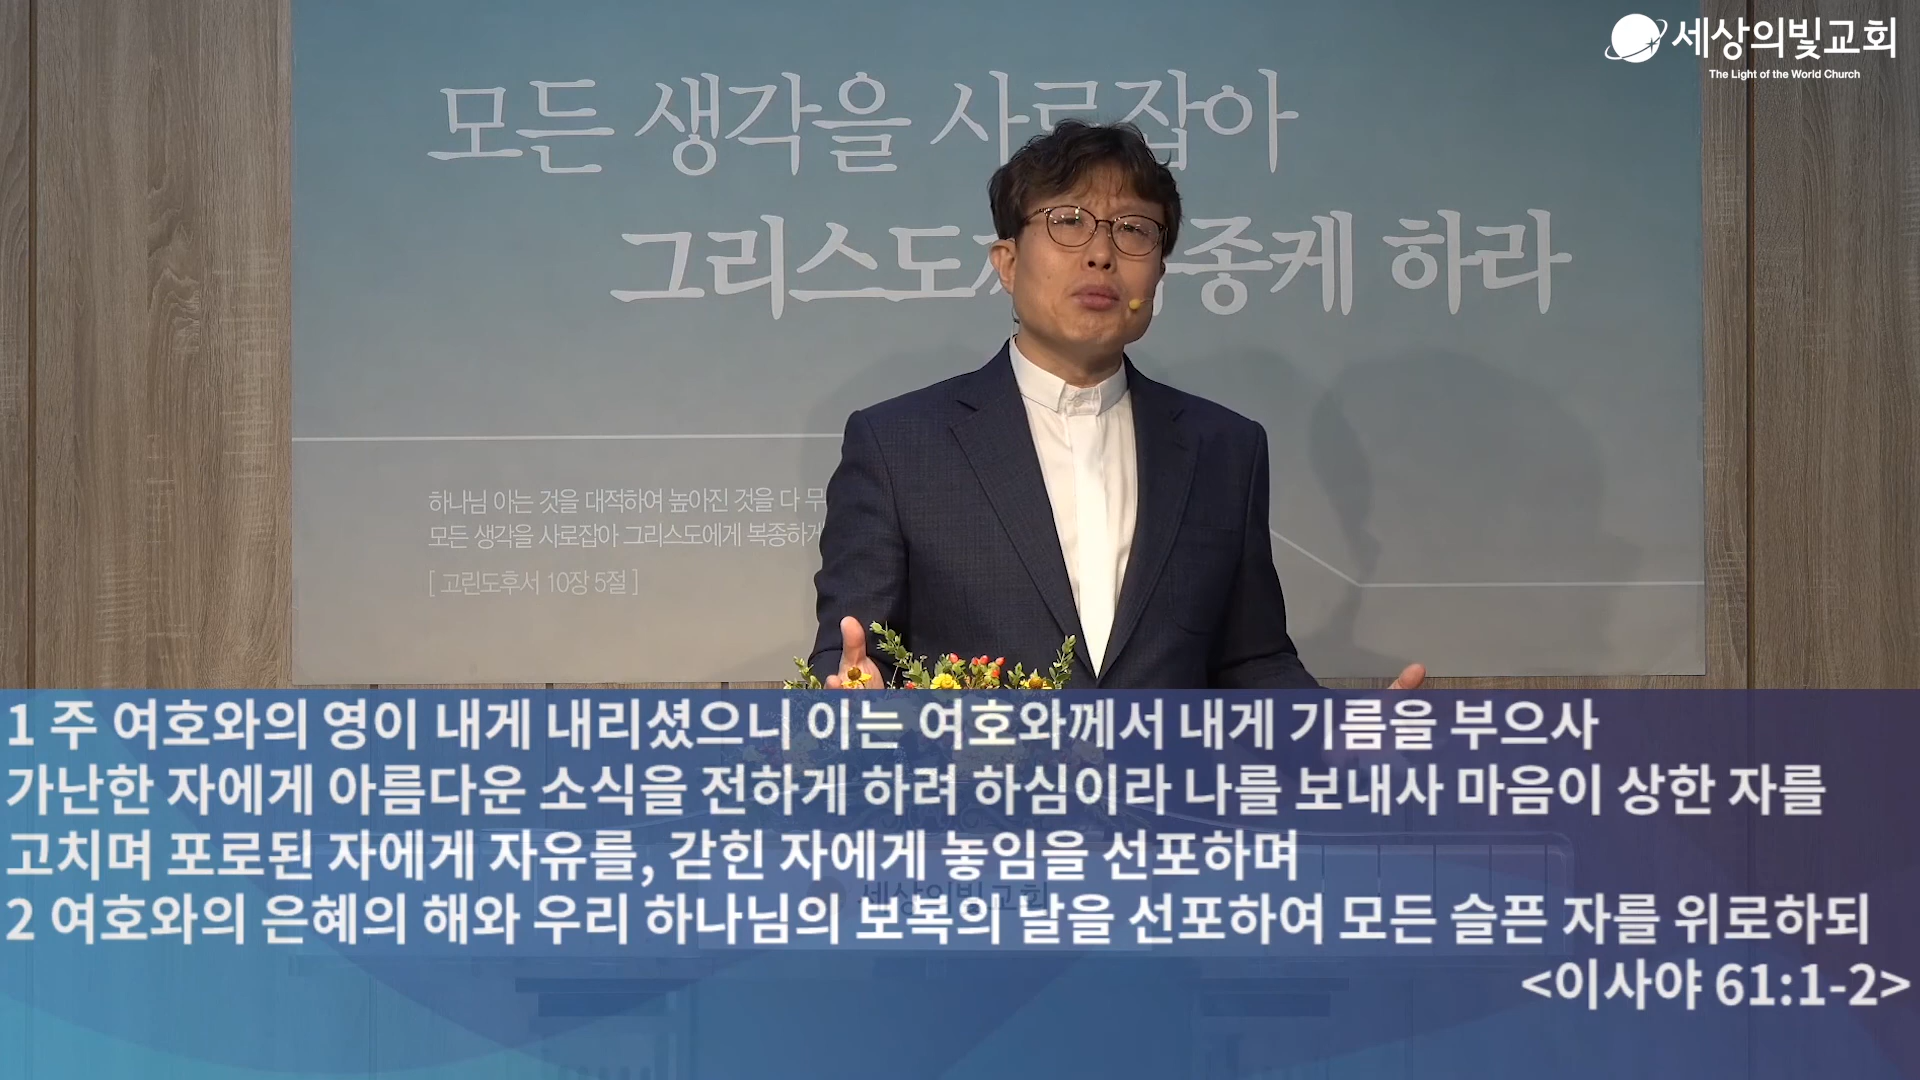 세상의빛교회
The Light of the World Church
모든 생각을 사로잡아
그리스도께 하라
하나님 아는 것을 대적하여 높아진 것을 다 무
모든 생각을 사로잡아 그리스도에게 복종하게
[ 고린도후서 10장 5절 ]
1 주 여호와의 영이 내게 내리셨으니 이는 여호와께서 내게 기름을 부으사
가난한 자에게 아름다운 소식을 전하게 하려 하심이라 나를 보내사 마음이 상한 자를
고치며 포로된 자에게 자유를, 갇힌 자에게 놓임을 선포하며
세상의빛교회
2 여호와의 은혜의 해와 우리 하나님의 보복의 날을 선포하여 모든 슬픈 자를 위로하되
<이사야 61:1-2>